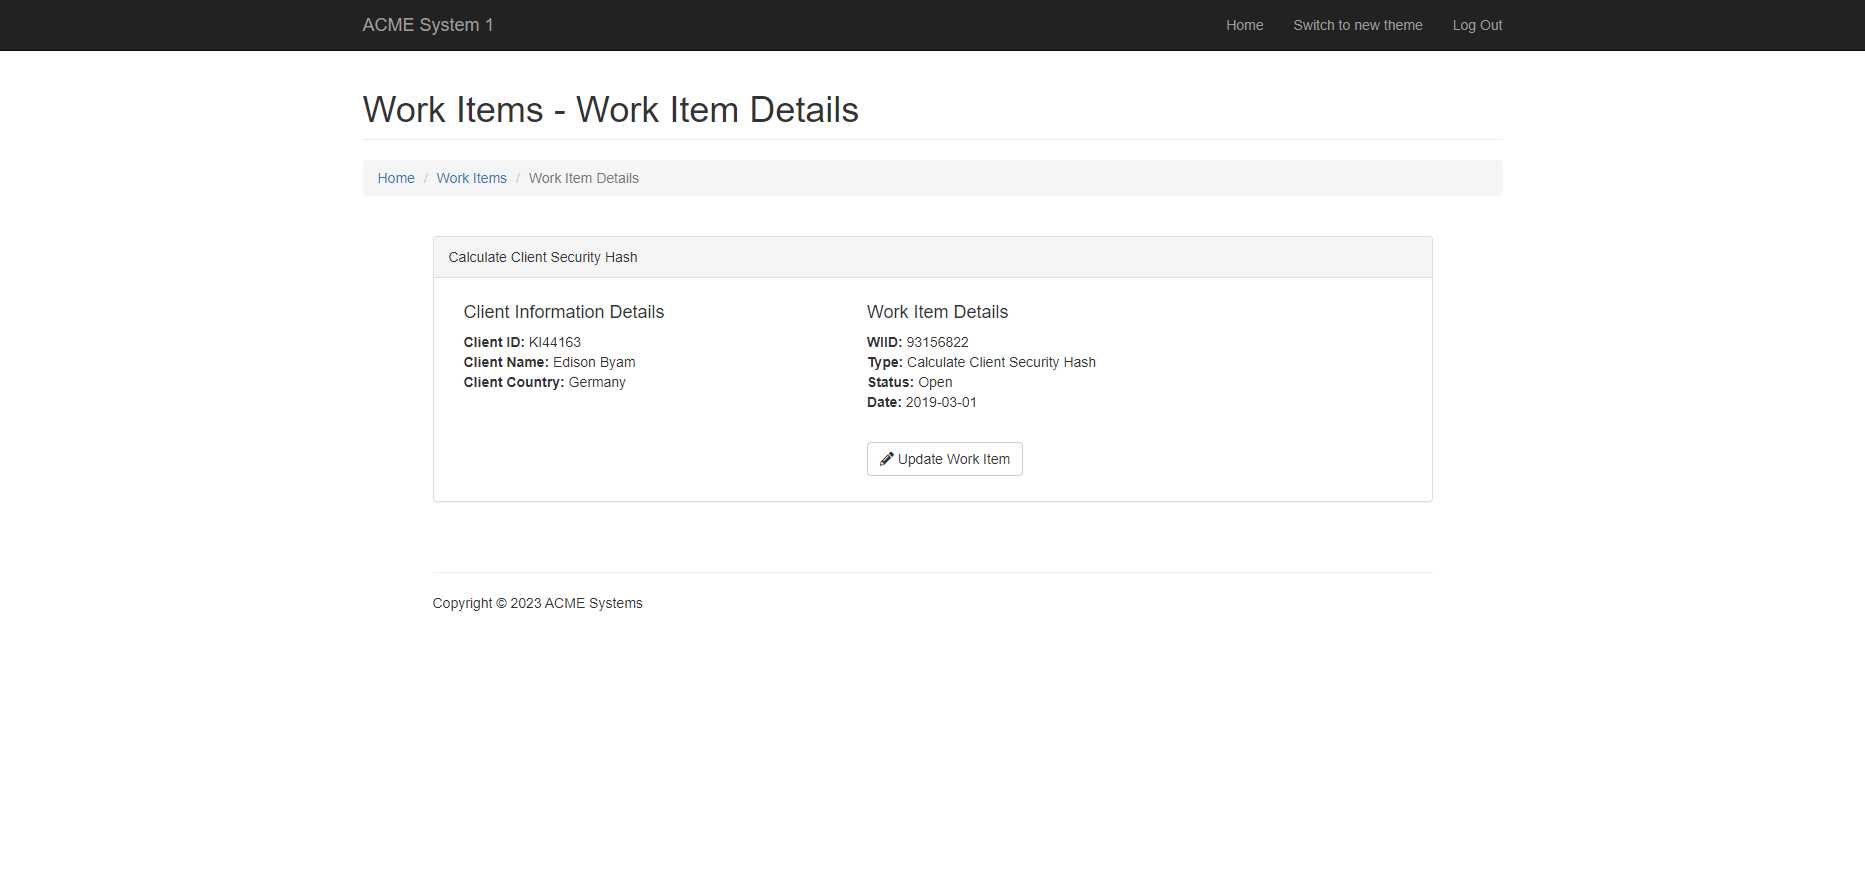 ACME System 1
Home
Switch to new theme
Log Out
Work Items - Work Item Details
Home / Work Items / Work Item Details
Calculate Client Security Hash
Client Information Details
Client ID: KI44163
Client Name: Edison Byam
Client Country: Germany
Work Item Details
WIID: 93156822
Type: Calculate Client Security Hash
Status: Open
Date: 2019-03-01
Update Work Item
Copyright © 2023 ACME Systems